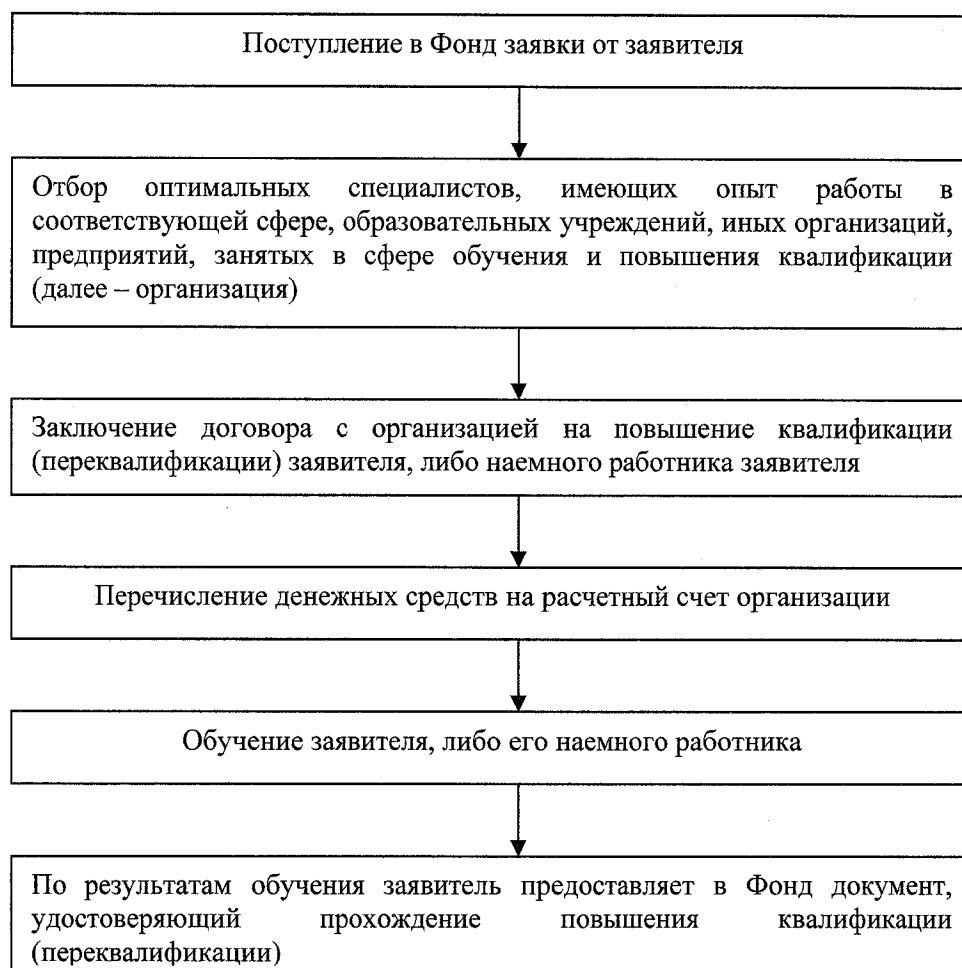 Поступление в Фонд заявки от заявителя
Отбор оптимальных специалистов, имеющих опыт работы в
соответствующей сфере, образовательных учреждений, иных организаций,
предприятий, занятых в сфере обучения и повышения квалификации
(далее – организация)
Заключение договора с организацией на повышение квалификации
(переквалификации) заявителя, либо наемного работника заявителя
Перечисление денежных средств на расчетный счет организации
Обучение заявителя, либо его наемного работника
По результатам обучения заявитель предоставляет в Фонд документ,
удостоверяющий прохождение повышения квалификации
(переквалификации)